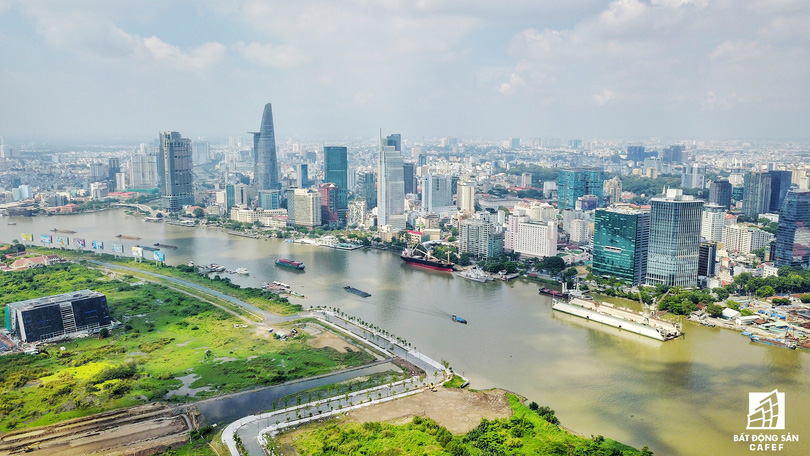 BẤT ĐỘNG SẢN
CAFEF